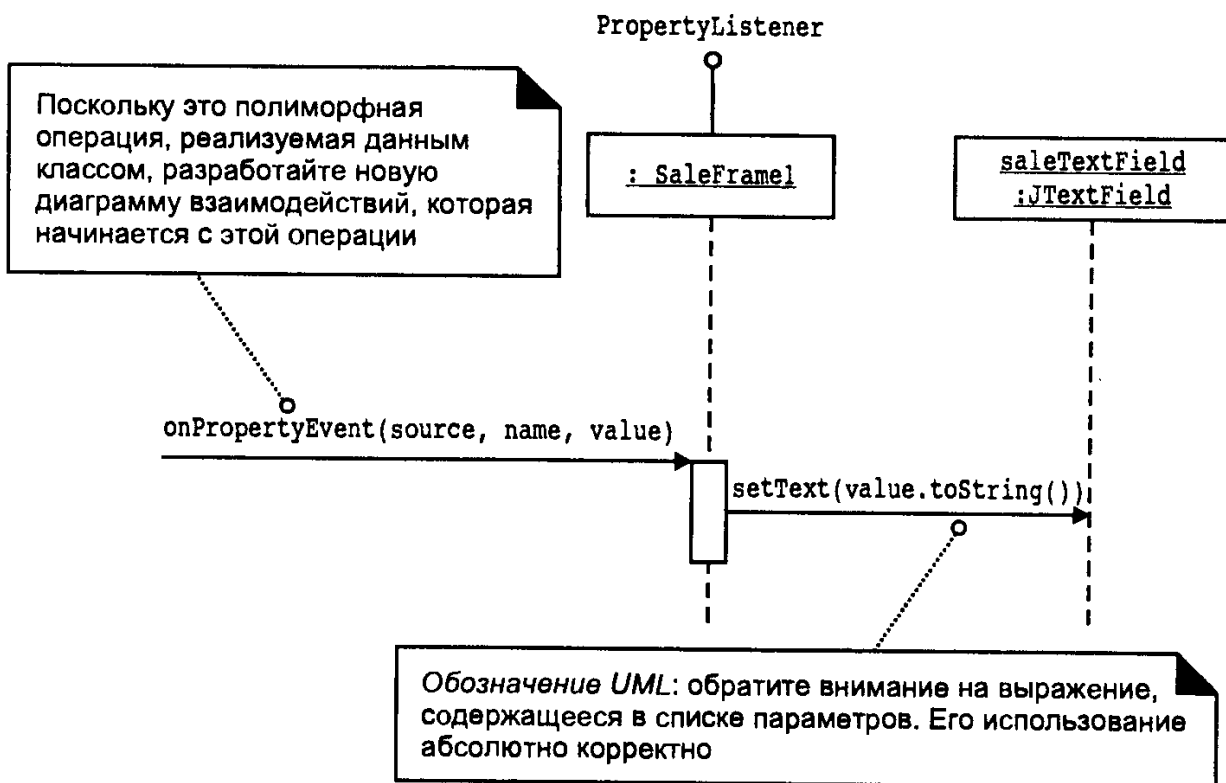 PropertyListener
Поскольку это полиморфная
операция, реализуемая данным
классом, разработайте новую
диаграмму взаимодействий, которая
начинается с этой операции
: SaleFrame1
saleTextField
:JTextField
onPropertyEvent(source, name, value)
setText(value.toString())
Обозначение UML: обратите внимание на выражение,
содержащееся в списке параметров. Его использование
абсолютно корректно